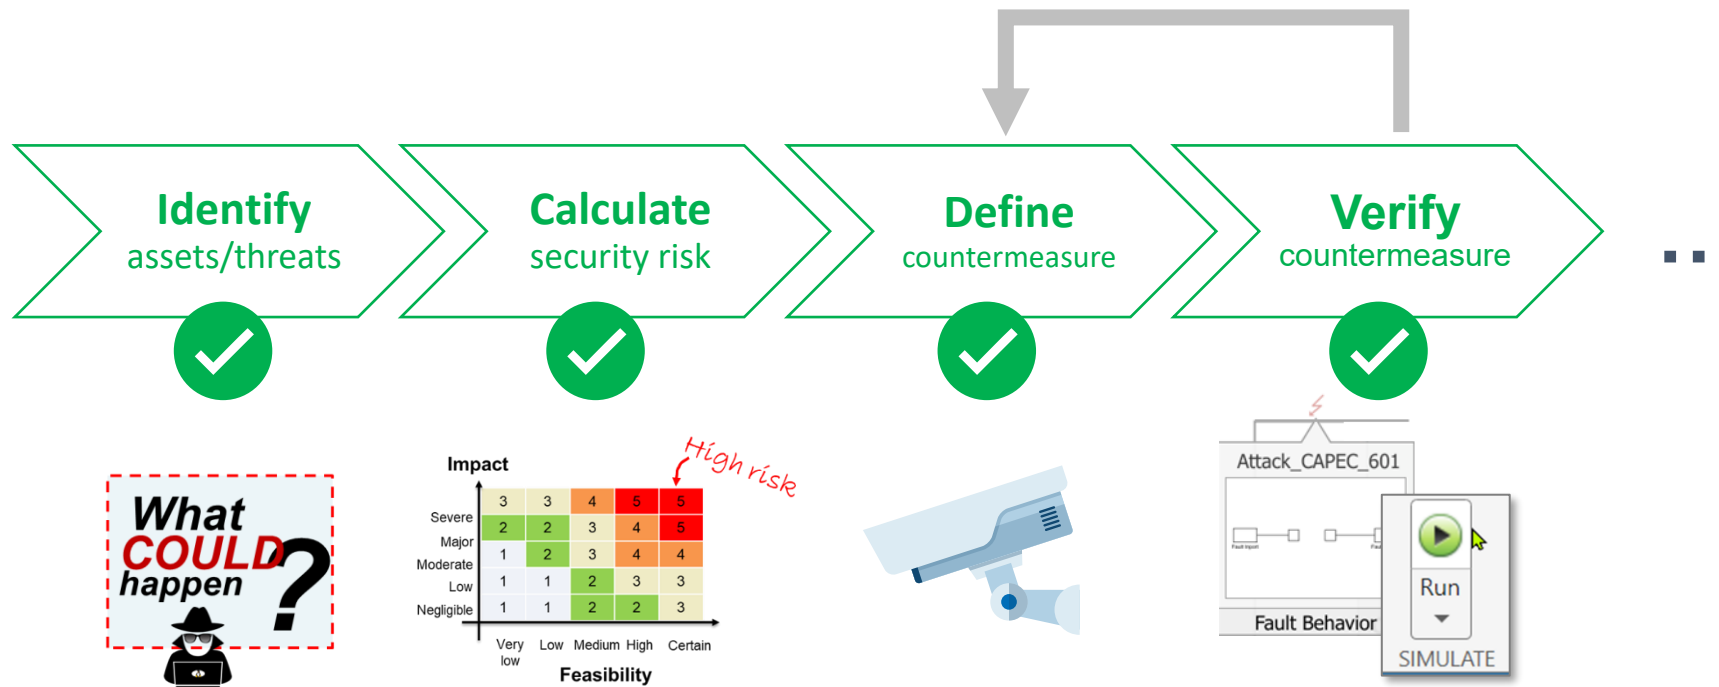 Identify
assets/threats
Calculate
security risk
Define
countermeasure
Verify
countermeasure
What
COULD
happen
?
Impact
High risk
Severe
Major
Moderate
Low
Negligible
3 3 4 5 5
2 2 3 4 5
1 2 3 4 4
1 1 2 3 3
1 1 2 2 3
Very low
Low
Medium
High
Certain
Feasibility
Attack_CAPEC_601
Fault Behavior
Run
SIMULATE